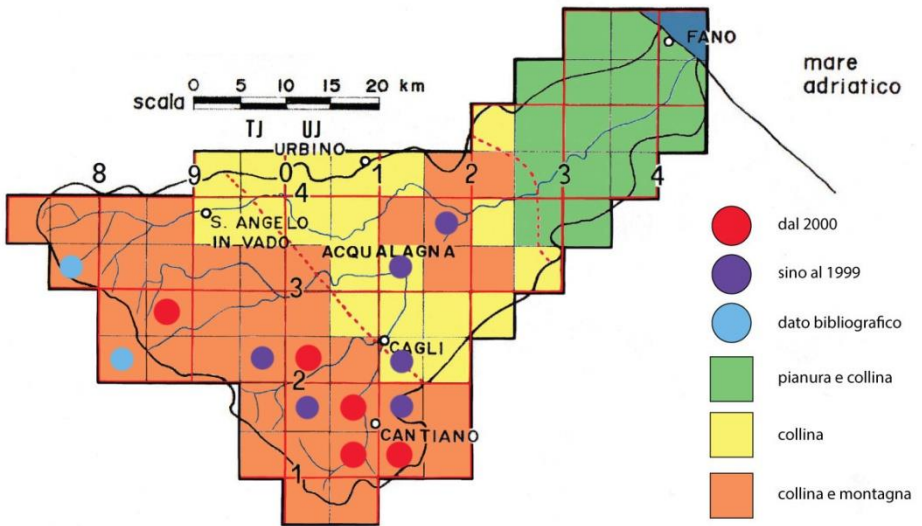 FANO
mare
adriatico
0 5 10 15 20 km
scala
TJ UJ
URBINO
8 9 0 1 2 3 4
4
S. ANGELO
IN VADO
ACQUALAGNA
3
CAGLI
2
CANTIANO
1
dal 2000
sino al 1999
dato bibliografico
pianura e collina
collina
collina e montagna